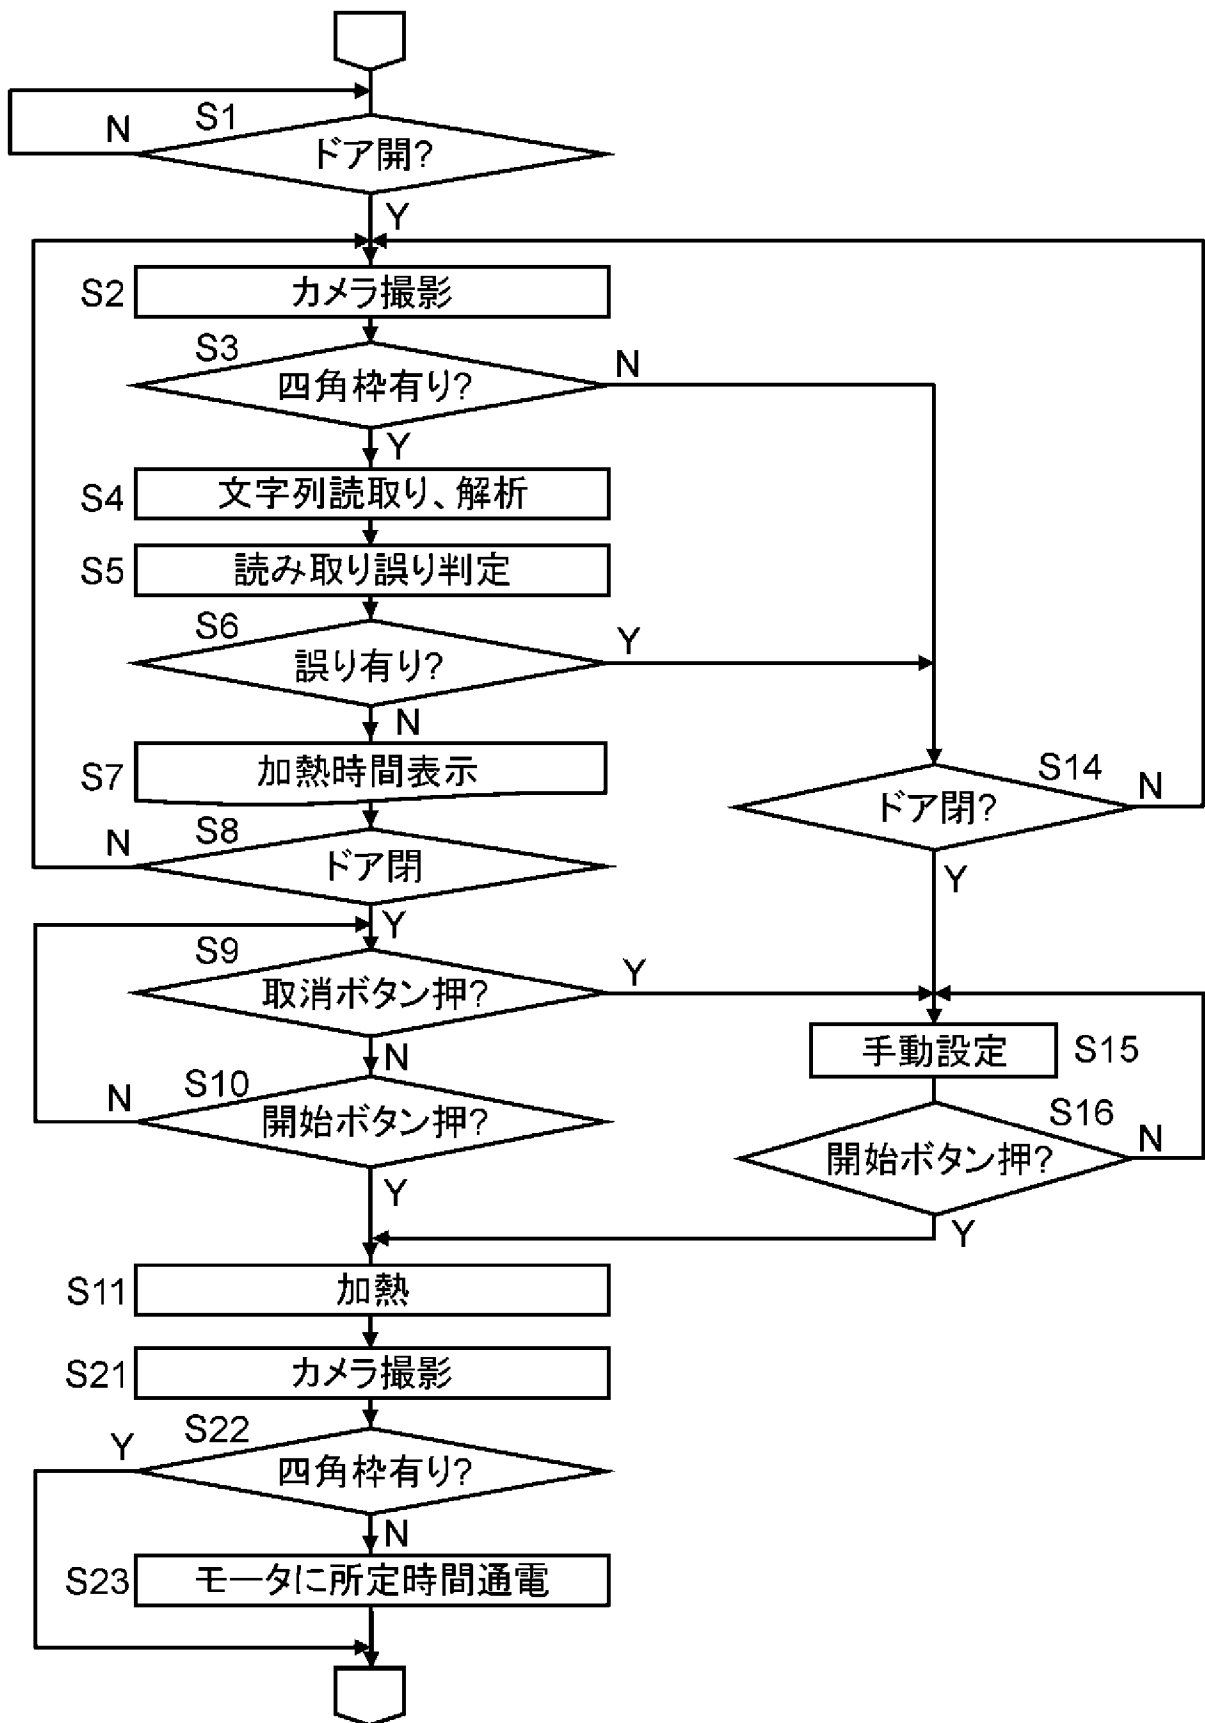 S1
N
ドア開?
Y
S2
カメラ撮影
S3
四角枠有り?
N
Y
S4
文字列読取り、解析
S5
読み取り誤り判定
S6
誤り有り?
Y
N
S7
加熱時間表示
S14
ドア閉?
N
Y
S8
N
ドア閉
Y
S9
取消ボタン押?
Y
N
手動設定
S15
S10
N
開始ボタン押?
Y
S16
開始ボタン押?
N
Y
S11
加熱
S21
カメラ撮影
S22
Y
四角枠有り?
N
S23
モータに所定時間通電